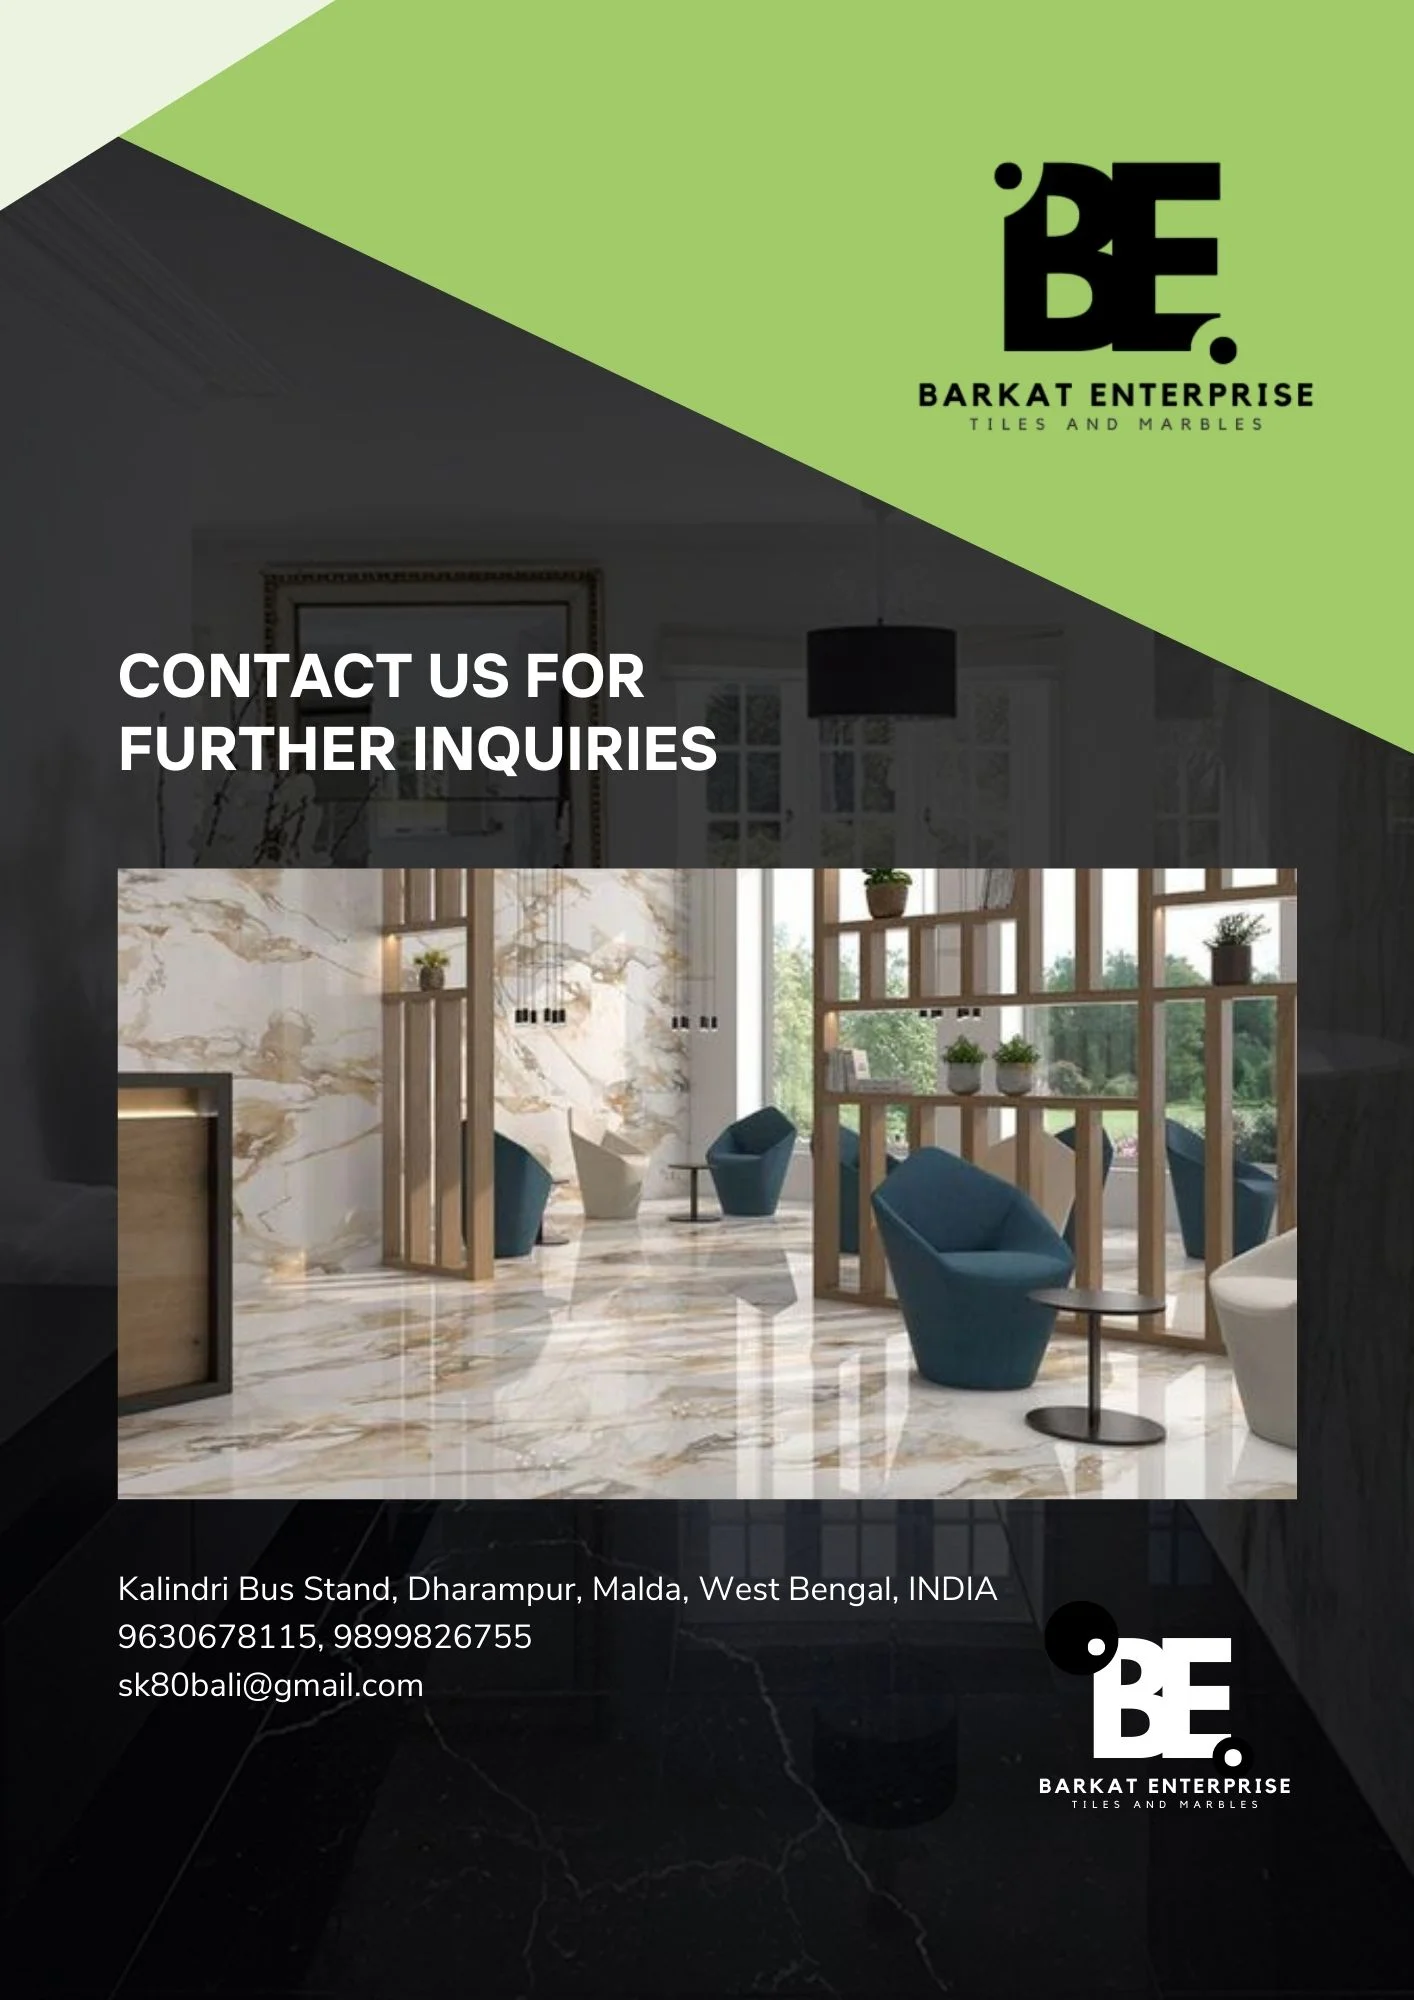 BE.
BARKAT ENTERPRISE
TILES AND MARBLES
CONTACT US FOR
FURTHER INQUIRIES
Kalindri Bus Stand, Dharampur, Malda, West Bengal, INDIA
9630678115, 9899826755
sk80bali@gmail.com
BE.
BARKAT ENTERPRISE
TILES AND MARBLES